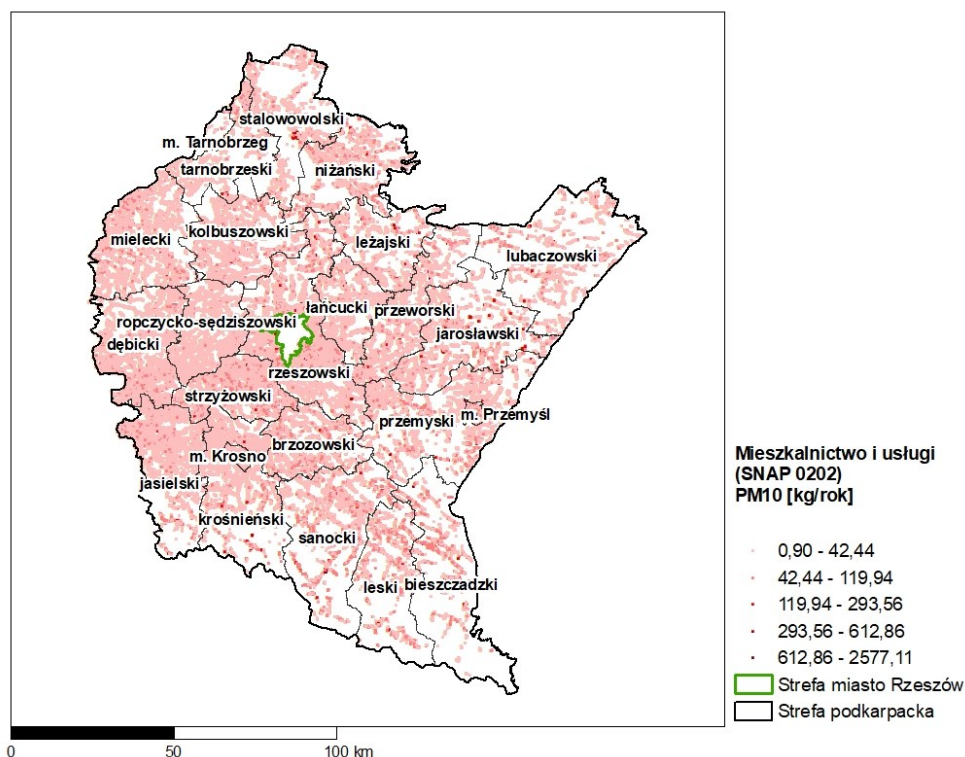 stalowowolski
m. Tarnobrzeg
tarnobrzeski
niżański
kolbuszowski
mielecki
leżajski
lubaczowski
łańcucki
przeworski
ropczycko-sędziszowski
jarosławski
dębicki
rzeszowski
strzyżowski
m. Przemyśl
przemyski
brzozowski
m. Krosno
jasielski
krośnieński
sanocki
leski
bieszczadzki
Mieszkalnictwo i usługi
(SNAP 0202)
PM10 [kg/rok]
0,90 - 42,44
42,44 - 119,94
119,94 - 293,56
293,56 - 612,86
612,86 - 2577,11
Strefa miasto Rzeszów
Strefa podkarpacka
0 50 100 km